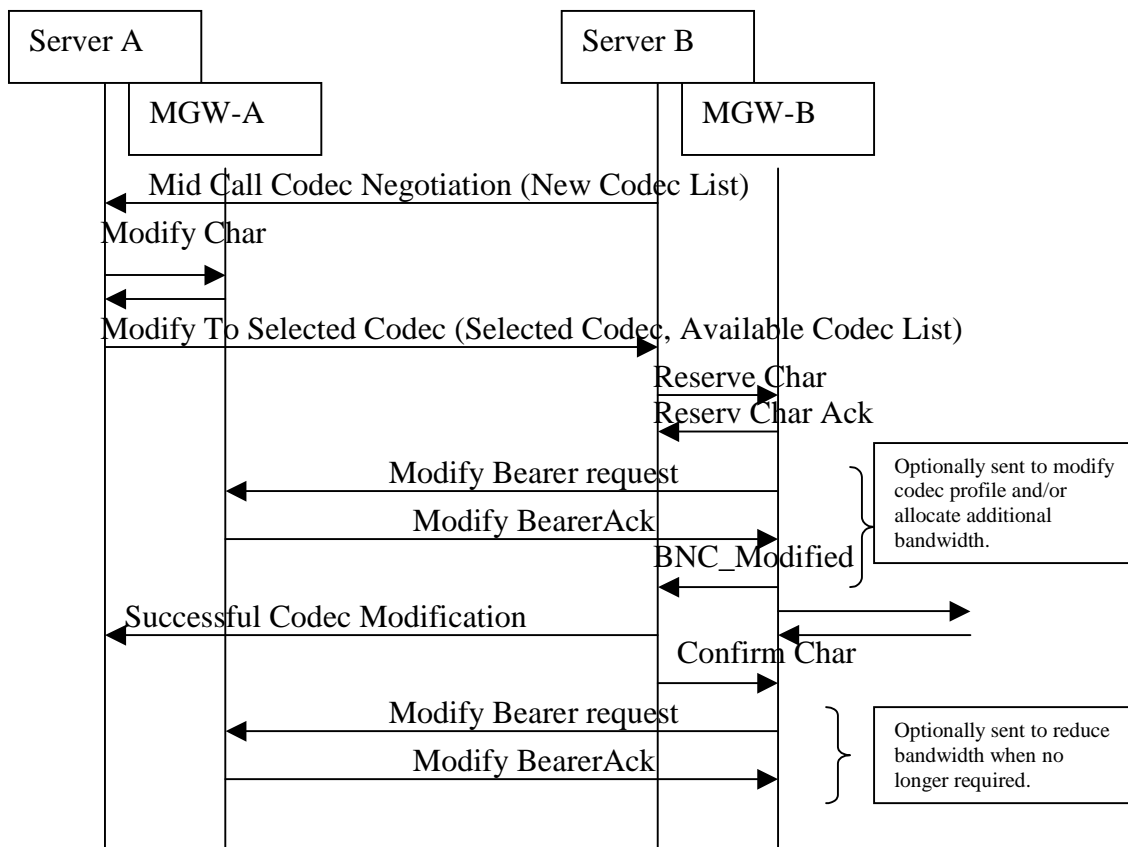 Server A
Server B
MGW-A
MGW-B
Mid Call Codec Negotiation (New Codec List)
Modify Char
Modify To Selected Codec (Selected Codec, Available Codec List)
Reserve Char
Reserv Char Ack
Modify Bearer request
Optionally sent to modify
codec profile and/or
allocate additional
bandwidth.
Modify BearerAck
BNC_Modified
Successful Codec Modification
Confirm Char
Modify Bearer request
Optionally sent to reduce
bandwidth when no
longer required.
Modify BearerAck